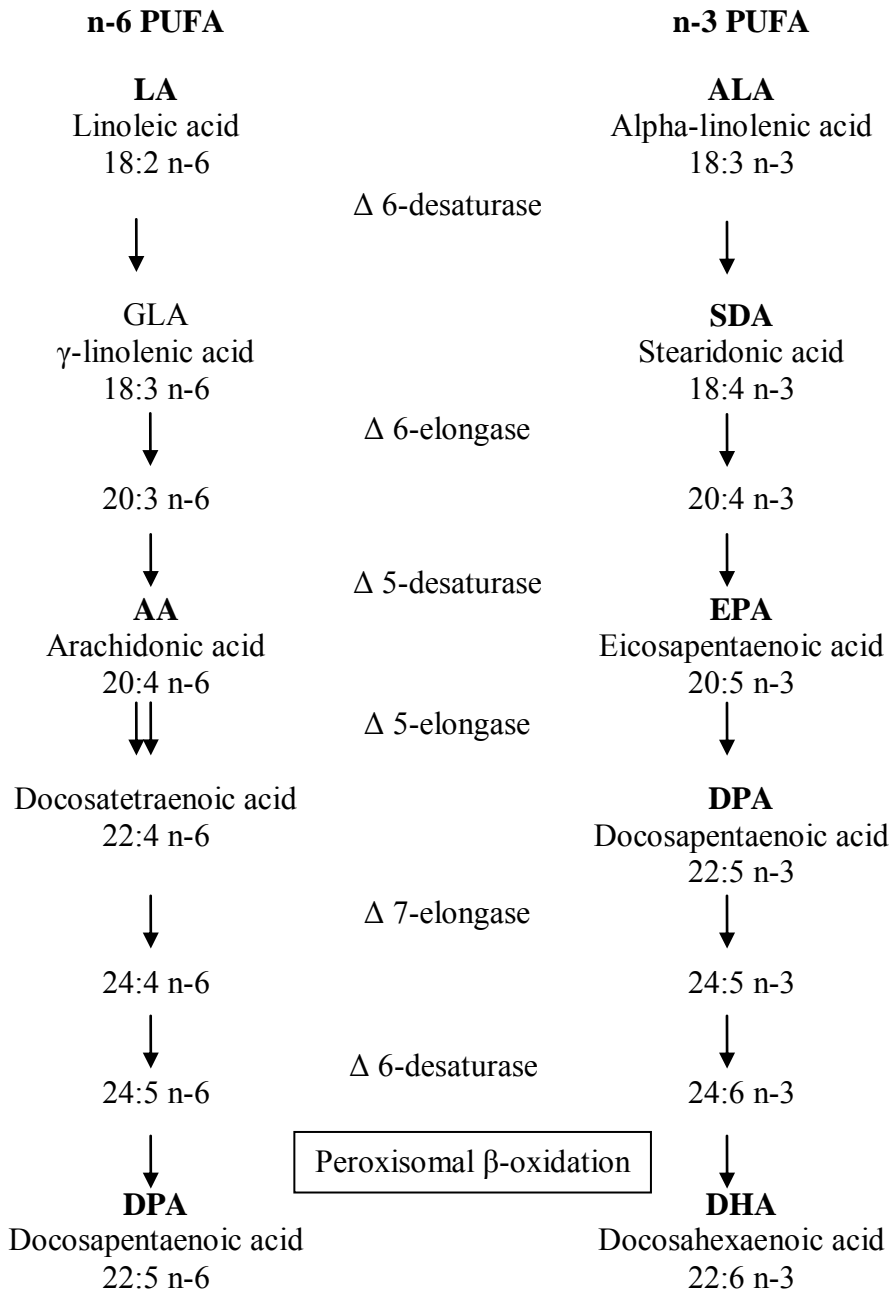 n-6 PUFA n-3 PUFA
LA ALA
Linoleic acid Alpha-linolenic acid
18:2 n-6 18:3 n-3
Δ 6-desaturase
GLA SDA
γ-linolenic acid Stearidonic acid
18:3 n-6 18:4 n-3
Δ 6-elongase
20:3 n-6 20:4 n-3
Δ 5-desaturase
AA EPA
Arachidonic acid Eicosapentaenoic acid
20:4 n-6 20:5 n-3
Δ 5-elongase
Docosatetraenoic acid DPA
22:4 n-6 Docosapentaenoic acid
22:5 n-3
Δ 7-elongase
24:4 n-6 24:5 n-3
Δ 6-desaturase
24:5 n-6 24:6 n-3
Peroxisomal β-oxidation
DPA DHA
Docosapentaenoic acid Docosahexaenoic acid
22:5 n-6 22:6 n-3